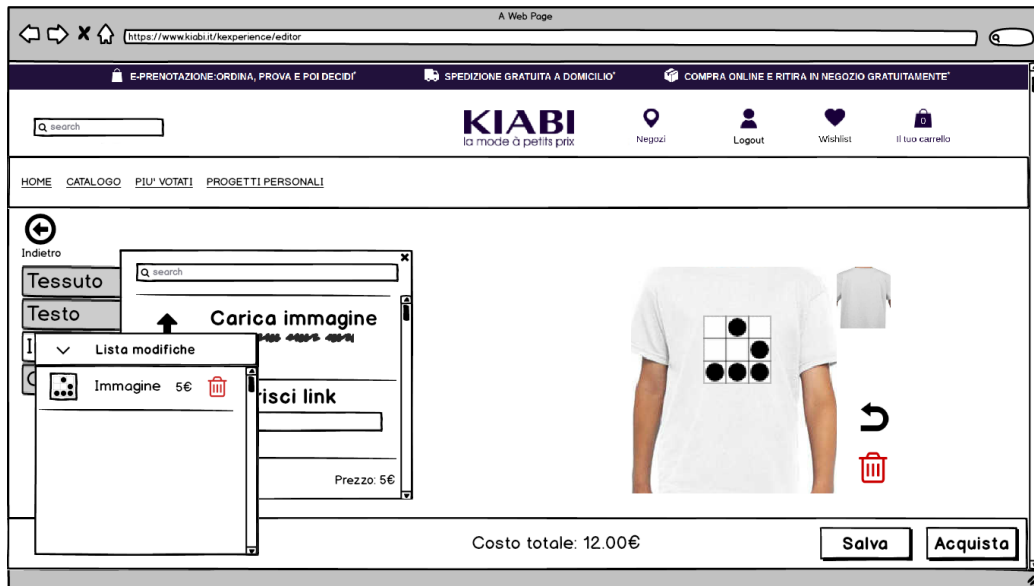 A Web Page
https://www.kiabi.it/kexperience/editor
E-PRENOTAZIONE:ORDINA, PROVA E POI DECIDI*
SPEDIZIONE GRATUITA A DOMICILIO*
COMPRA ONLINE E RITIRA IN NEGOZIO GRATUITAMENTE*
search
KIABI
la mode à petits prix
Negozi
Logout
Wishlist
0
Il tuo carrello
HOME CATALOGO PIU' VOTATI PROGETTI PERSONALI
Indietro
Tessuto
Testo
search
Carica immagine
Lista modifiche
Immagine 5€
risci link
Prezzo: 5€
Costo totale: 12.00€
Salva
Acquista